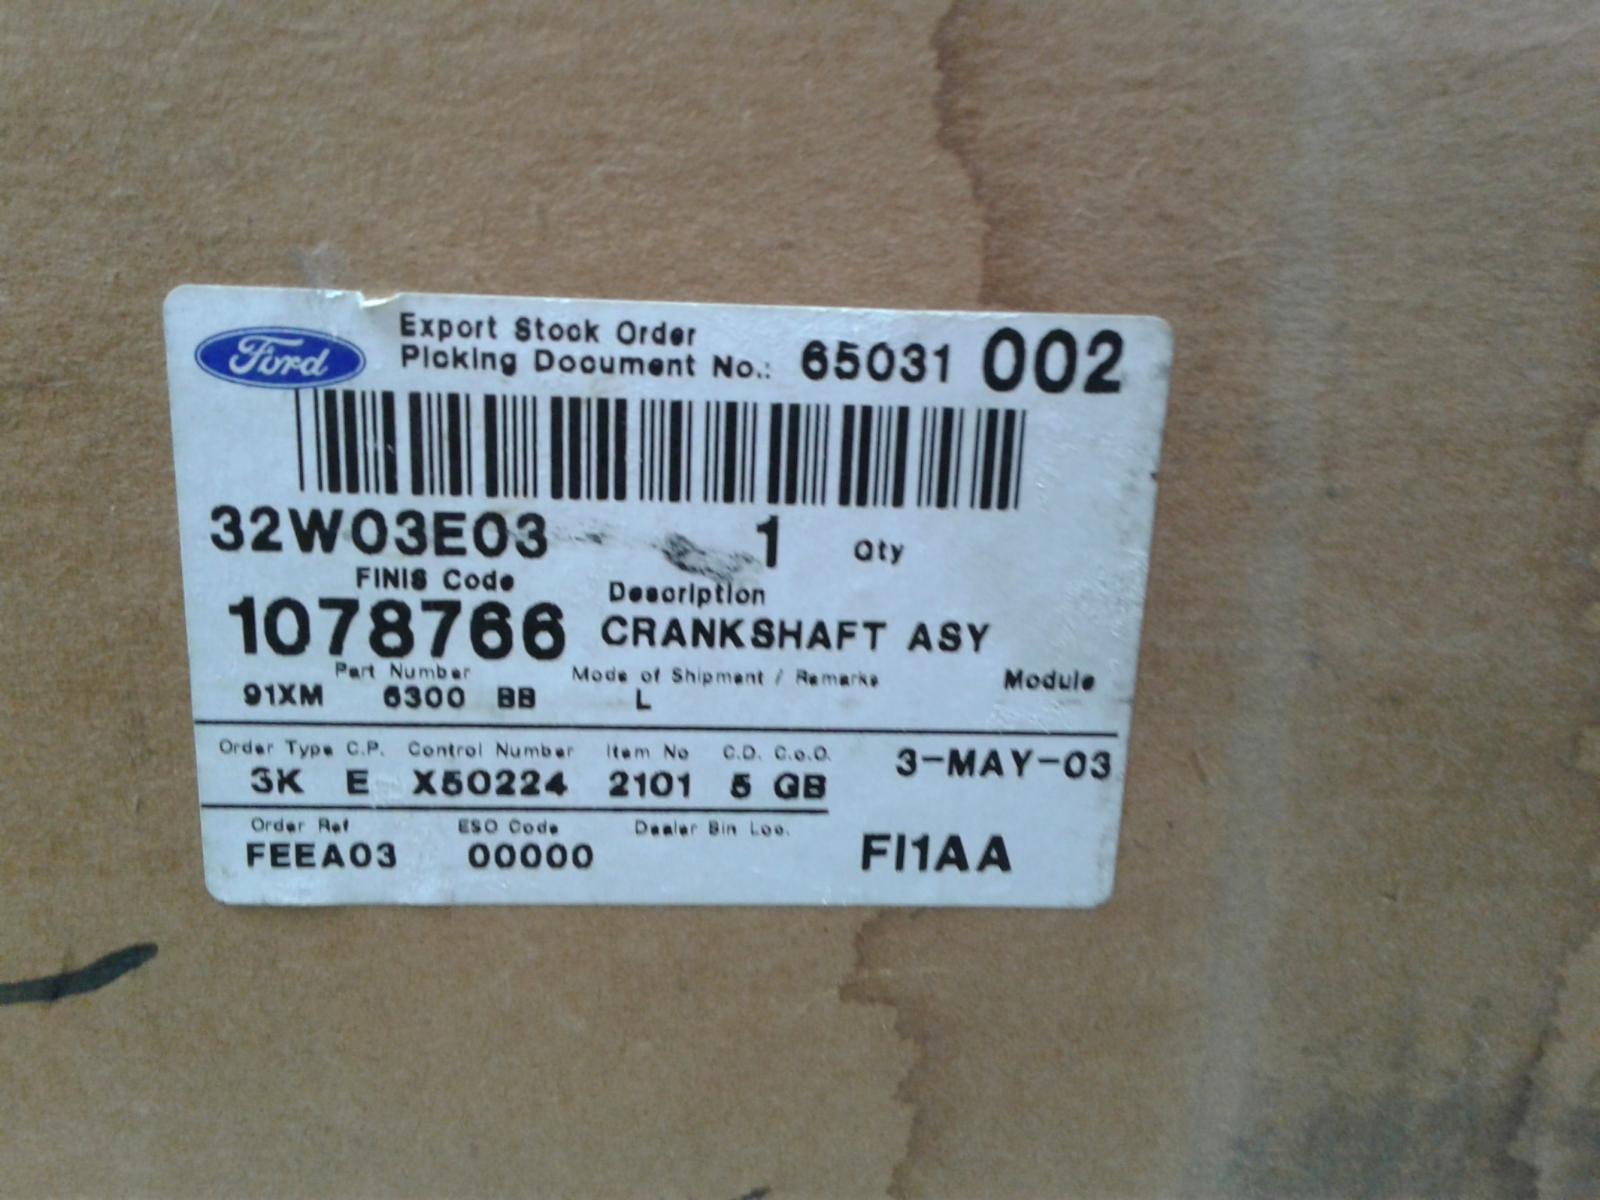 Ford
Export Stock Order
Picking Document No.: 65031 002
32W03E03 1 Qty
FINIS Code Description
1078766 CRANKSHAFT ASY
Part Number Mode of Shipment / Remarks Module
91XM 6300 BB L
Order Type C.P. Control Number Item No C.D. C.o.O. 3-MAY-03
3K E X50224 2101 5 GB
Order Ref ESO Code Dealer Bin Loc.
FEEA03 00000 FI1AA